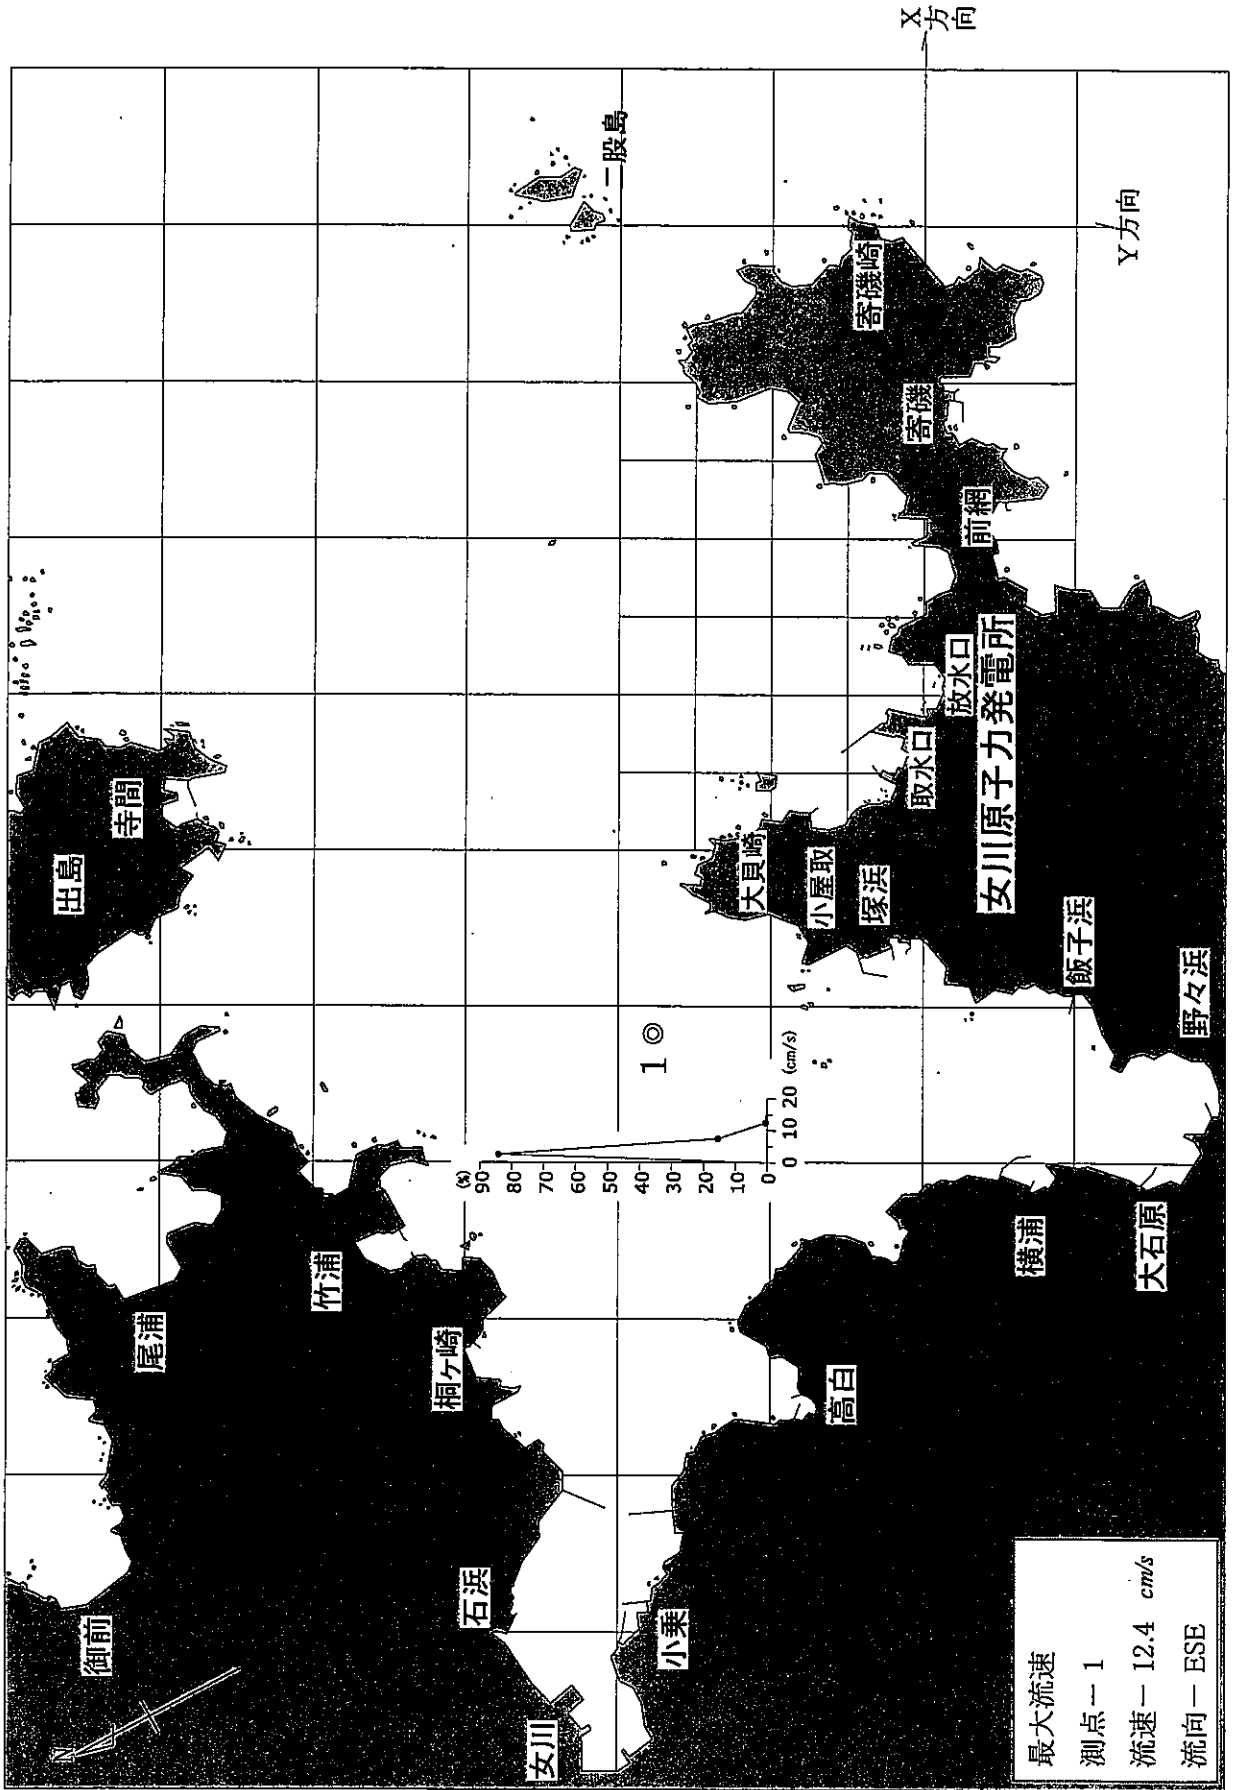 X方向
Y方向
二股島
寄磯崎
寄磯
前網
放水口
女川原子力発電所
取水口
大貝崎
小屋取
塚浜
飯子浜
野々浜
出島
寺間
1
(%)
90
80
70
60
50
40
30
20
10
0
0 10 20 (cm/s)
横浦
大石原
竹浦
尾浦
桐ヶ崎
高白
石浜
小乗
御前
女川
N
最大流速
測点ー 1
流速ー 12.4 cm/s
流向ー ESE